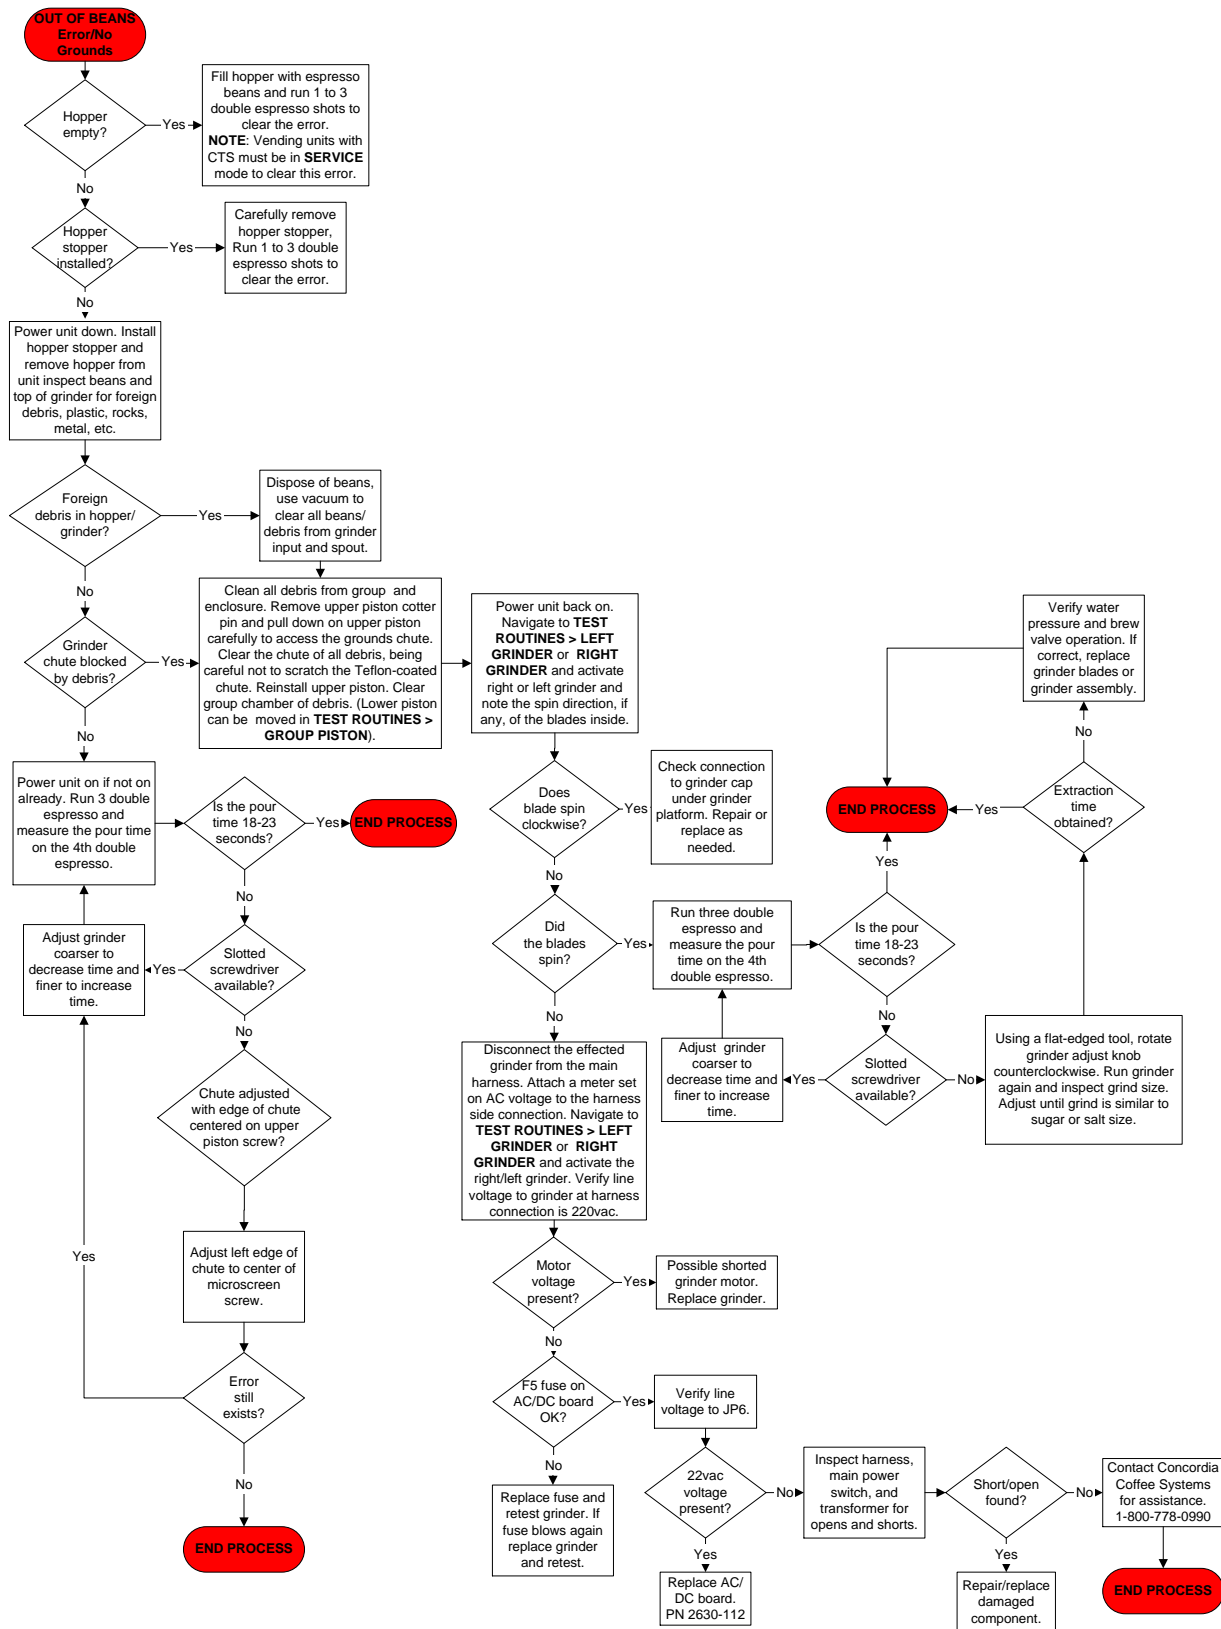 OUT OF BEANS
Error/No
Grounds
Hopper
empty?
Yes
Fill hopper with espresso
beans and run 1 to 3
double espresso shots to
clear the error.
NOTE: Vending units with
CTS must be in SERVICE
mode to clear this error.
No
Hopper
stopper
installed?
Yes
Carefully remove
hopper stopper,
Run 1 to 3 double
espresso shots to
clear the error.
No
Power unit down. Install
hopper stopper and
remove hopper from
unit inspect beans and
top of grinder for foreign
debris, plastic, rocks,
metal, etc.
Foreign
debris in hopper/
grinder?
Yes
Dispose of beans,
use vacuum to
clear all beans/
debris from grinder
input and spout.
No
Grinder
chute blocked
by debris?
Yes
Clean all debris from group and
enclosure. Remove upper piston cotter
pin and pull down on upper piston
carefully to access the grounds chute.
Clear the chute of all debris, being
careful not to scratch the Teflon-coated
chute. Reinstall upper piston. Clear
group chamber of debris. (Lower piston
can be moved in TEST ROUTINES >
GROUP PISTON).
Power unit back on.
Navigate to TEST
ROUTINES > LEFT
GRINDER or RIGHT
GRINDER and activate
right or left grinder and
note the spin direction, if
any, of the blades inside.
Verify water
pressure and brew
valve operation. If
correct, replace
grinder blades or
grinder assembly.
No
No
Power unit on if not on
already. Run 3 double
espresso and
measure the pour time
on the 4th double
espresso.
Is the pour
time 18-23
seconds?
Yes
END PROCESS
Does
blade spin
clockwise?
Yes
Check connection
to grinder cap
under grinder
platform. Repair or
replace as
needed.
END PROCESS
Yes
Extraction
time
obtained?
No
No
Yes
Adjust grinder
coarser to
decrease time and
finer to increase
time.
Yes
Slotted
screwdriver
available?
Did
the blades
spin?
Yes
Run three double
espresso and
measure the pour
time on the 4th
double espresso.
Is the pour
time 18-23
seconds?
No
No
No
Chute adjusted
with edge of chute
centered on upper
piston screw?
Disconnect the effected
grinder from the main
harness. Attach a meter set
on AC voltage to the harness
side connection. Navigate to
TEST ROUTINES > LEFT
GRINDER or RIGHT
GRINDER and activate the
right/left grinder. Verify line
voltage to grinder at harness
connection is 220vac.
Adjust grinder
coarser to
decrease time and
finer to increase
time.
Yes
Slotted
screwdriver
available?
No
Using a flat-edged tool, rotate
grinder adjust knob
counterclockwise. Run grinder
again and inspect grind size.
Adjust until grind is similar to
sugar or salt size.
Yes
Adjust left edge of
chute to center of
microscreen
screw.
Motor
voltage
present?
Yes
Possible shorted
grinder motor.
Replace grinder.
No
Error
still
exists?
F5 fuse on
AC/DC board
OK?
Yes
Verify line
voltage to JP6.
No
No
22vac
voltage
present?
No
Inspect harness,
main power
switch, and
transformer for
opens and shorts.
Short/open
found?
No
Contact Concordia
Coffee Systems
for assistance.
1-800-778-0990
Replace fuse and
retest grinder. If
fuse blows again
replace grinder
and retest.
END PROCESS
Yes
Replace AC/
DC board.
PN 2630-112
Yes
Repair/replace
damaged
component.
END PROCESS